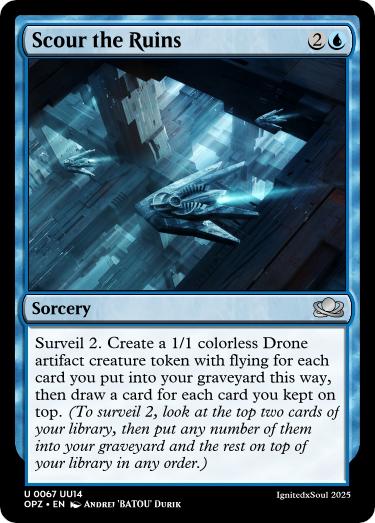 Scour the Ruins 2
Sorcery
Surveil 2. Create a 1/1 colorless Drone
artifact creature token with flying for each
card you put into your graveyard this way,
then draw a card for each card you kept on
top. (To surveil 2, look at the top two cards of
your library, then put any number of them
into your graveyard and the rest on top of
your library in any order.)
U 0067 UU14
OPZ • EN Andrei 'BATOU' Durik
IgnitedxSoul 2025